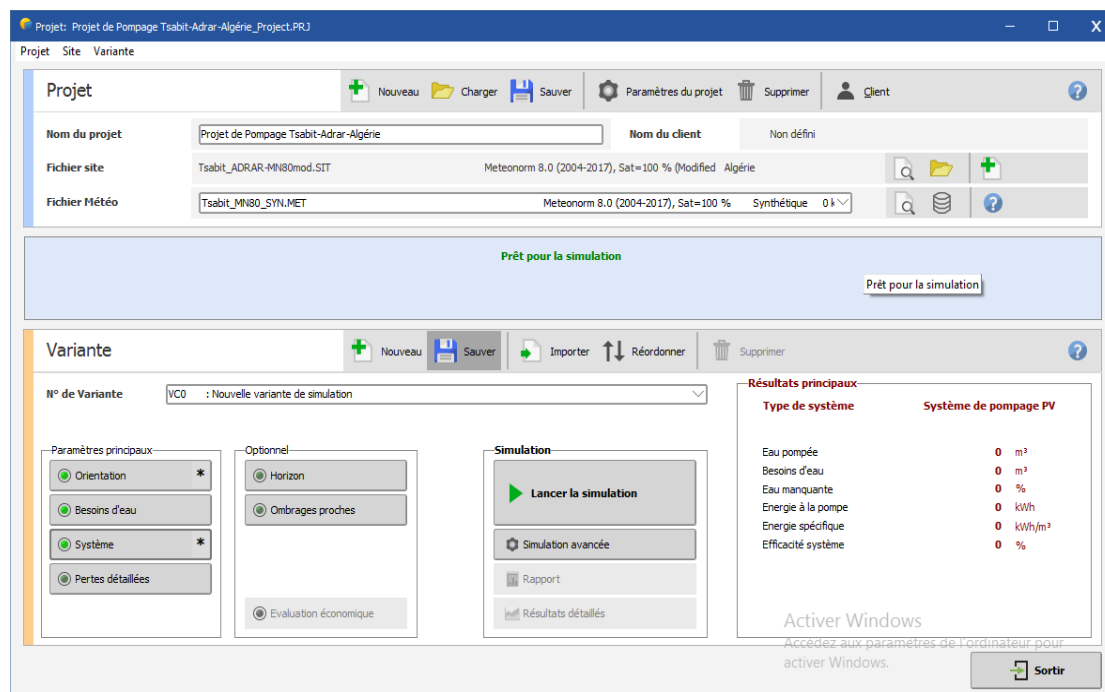 Projet: Projet de Pompage Tsabit-Adrar-Algérie_Project.PRJ
Projet Site Variante
Projet Nouveau Charger Sauver Paramètres du projet Supprimer Client
Nom du projet Projet de Pompage Tsabit-Adrar-Algérie Nom du client Non défini
Fichier site Tsabit_ADRAR-MN80mod.SIT Meteonorm 8.0 (2004-2017), Sat=100 % (Modified Algérie
Fichier Météo Tsabit_MN80_SYN.MET Meteonorm 8.0 (2004-2017), Sat=100 % Synthétique 0 k
Prêt pour la simulation
Prêt pour la simulation
Variante Nouveau Sauver Importer Réordonner Supprimer
N° de Variante VC0 : Nouvelle variante de simulation
Résultats principaux
Type de système Système de pompage PV
Paramètres principaux Optionnel Simulation
Eau pompée 0 m³
Besoins d'eau 0 m³
Eau manquante 0 %
Energie à la pompe 0 kWh
Energie spécifique 0 kWh/m³
Efficacité système 0 %
Orientation *
Besoins d'eau
Système *
Pertes détaillées
Horizon
Ombrages proches
Evaluation économique
Lancer la simulation
Simulation avancée
Rapport
Résultats détaillés
Activer Windows
Accédez aux paramètres de l'ordinateur pour
activer Windows.
Sortir